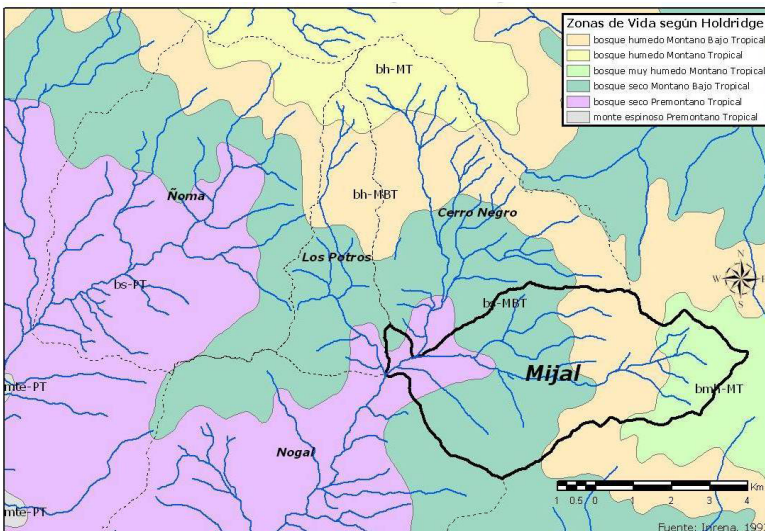 Zonas de Vida según Holdridge
bosque humedo Montano Bajo Tropical
bosque humedo Montano Tropical
bosque muy humedo Montano Tropical
bosque seco Montano Bajo Tropical
bosque seco Premontano Tropical
monte espinoso Premontano Tropical
bh-MT
Ñoma
bh-MBT
Cerro Negro
Los Potros
N
W
S
bs-PT
bs-MBT
Mijal
mte-PT
bmh-MT
Nogal
1 0.5 0 1 2 3 4 Km
mte-PT
Fuente: Inrena, 199